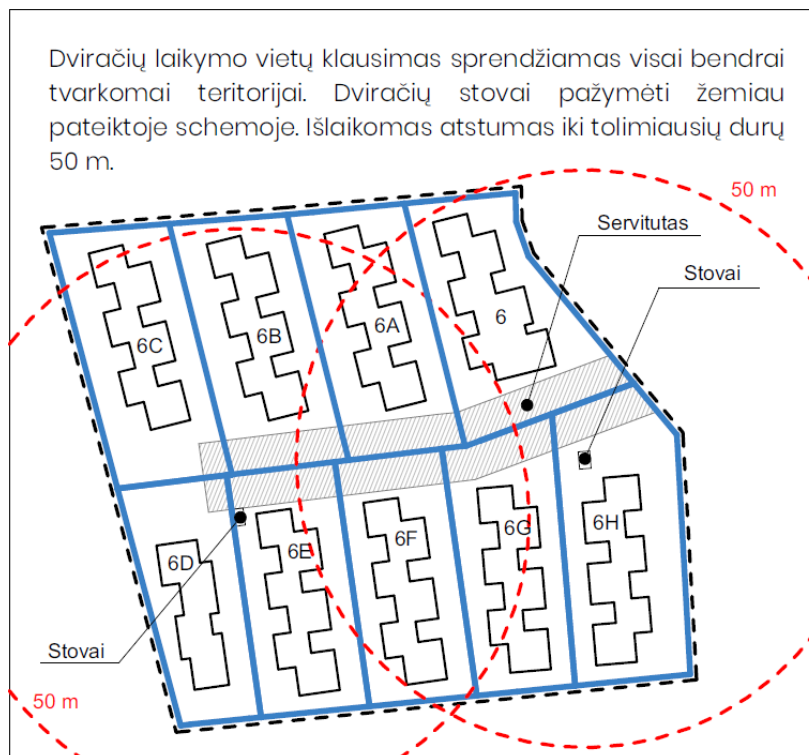 Dviračių laikymo vietų klausimas sprendžiamas visai bendrai
tvarkomai teritorijai. Dviračių stovai pažymėti žemiau
pateiktoje schemoje. Išlaikomas atstumas iki tolimiausių durų
50 m.
50 m
Servitutas
Stovai
6C
6B
6A
6
6D
6E
6F
6G
6H
Stovai
50 m